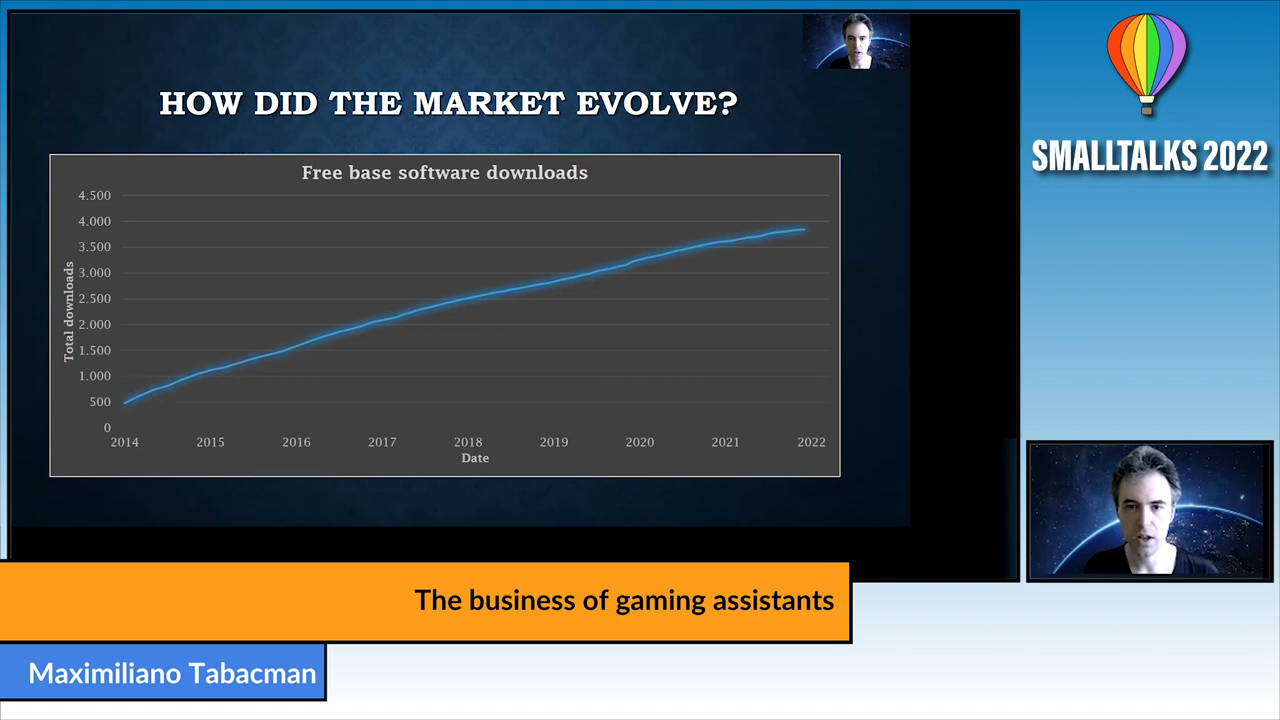 HOW DID THE MARKET EVOLVE?
Free base software downloads
Total downloads
4.500
4.000
3.500
3.000
2.500
2.000
1.500
1.000
500
0
2014 2015 2016 2017 2018 2019 2020 2021 2022
Date
SMALLTALKS 2022
The business of gaming assistants
Maximiliano Tabacman